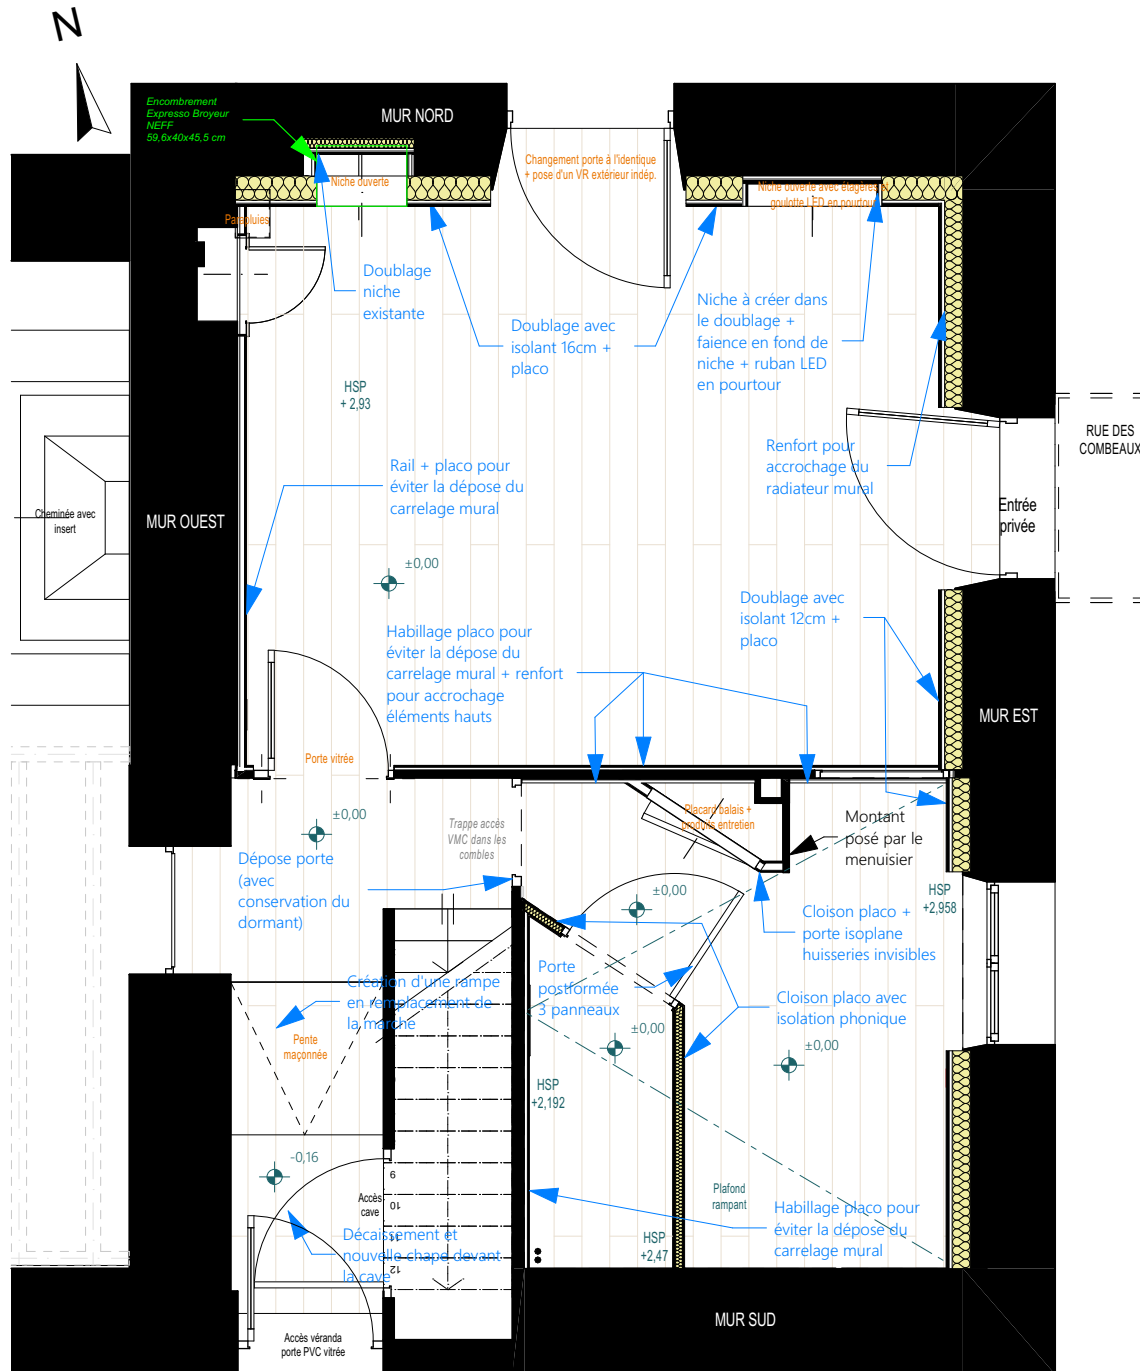 N
Encombrement
Expresso Broyeur
NEFF
59,6x40x45,5 cm
MUR NORD
Changement porte à l'identique
+ pose d'un VR extérieur indép.
Niche ouverte
Niche ouverte avec étagères et
goulotte LED en pourtour
Parapluies
Doublage
niche
existante
Doublage avec
isolant 16cm +
placo
Niche à créer dans
le doublage +
faience en fond de
niche + ruban LED
en pourtour
HSP
+ 2,93
RUE DES
COMBEAUX
Renfort pour
accrochage du
radiateur mural
Rail + placo pour
éviter la dépose du
carrelage mural
Cheminée avec
insert
MUR OUEST
Entrée
privée
±0,00
Doublage avec
isolant 12cm +
placo
Habillage placo pour
éviter la dépose du
carrelage mural + renfort
pour accrochage
éléments hauts
MUR EST
Porte vitrée
±0,00
Trappe accès
VMC dans les
combles
Placard balais +
produits entretien
Montant
posé par le
menuisier
Dépose porte
(avec
conservation du
dormant)
±0,00
HSP
+2,958
Cloison placo +
porte isoplane
huisseries invisibles
Porte
postformée
3 panneaux
Création d'une rampe
en remplacement de
la marche
Cloison placo avec
isolation phonique
Pente
maçonnée
±0,00
±0,00
HSP
+2,192
-0,16
9
10
11
12
Accès
cave
Plafond
rampant
Habillage placo pour
éviter la dépose du
carrelage mural
Décaissement et
nouvelle chape devant
la cave
HSP
+2,47
MUR SUD
Accès véranda
porte PVC vitrée